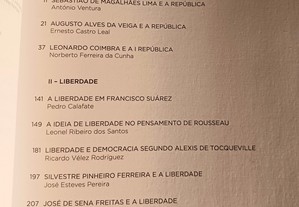 11 SEBASTIÃO DE MAGALHÃES LIMA E A REPÚBLICA
António Ventura
21 AUGUSTO ALVES DA VEIGA E A REPÚBLICA
Ernesto Castro Leal
37 LEONARDO COIMBRA E A I REPÚBLICA
Norberto Ferreira da Cunha
II – LIBERDADE
141 A LIBERDADE EM FRANCISCO SUÁREZ
Pedro Calafate
149 A IDEIA DE LIBERDADE NO PENSAMENTO DE ROUSSEAU
Leonel Ribeiro dos Santos
181 LIBERDADE E DEMOCRACIA SEGUNDO ALEXIS DE TOCQUEVILLE
Ricardo Vélez Rodríguez
197 SILVESTRE PINHEIRO FERREIRA E A LIBERDADE
José Esteves Pereira
207 JOSÉ DE SENA FREITAS E A LIBERDADE